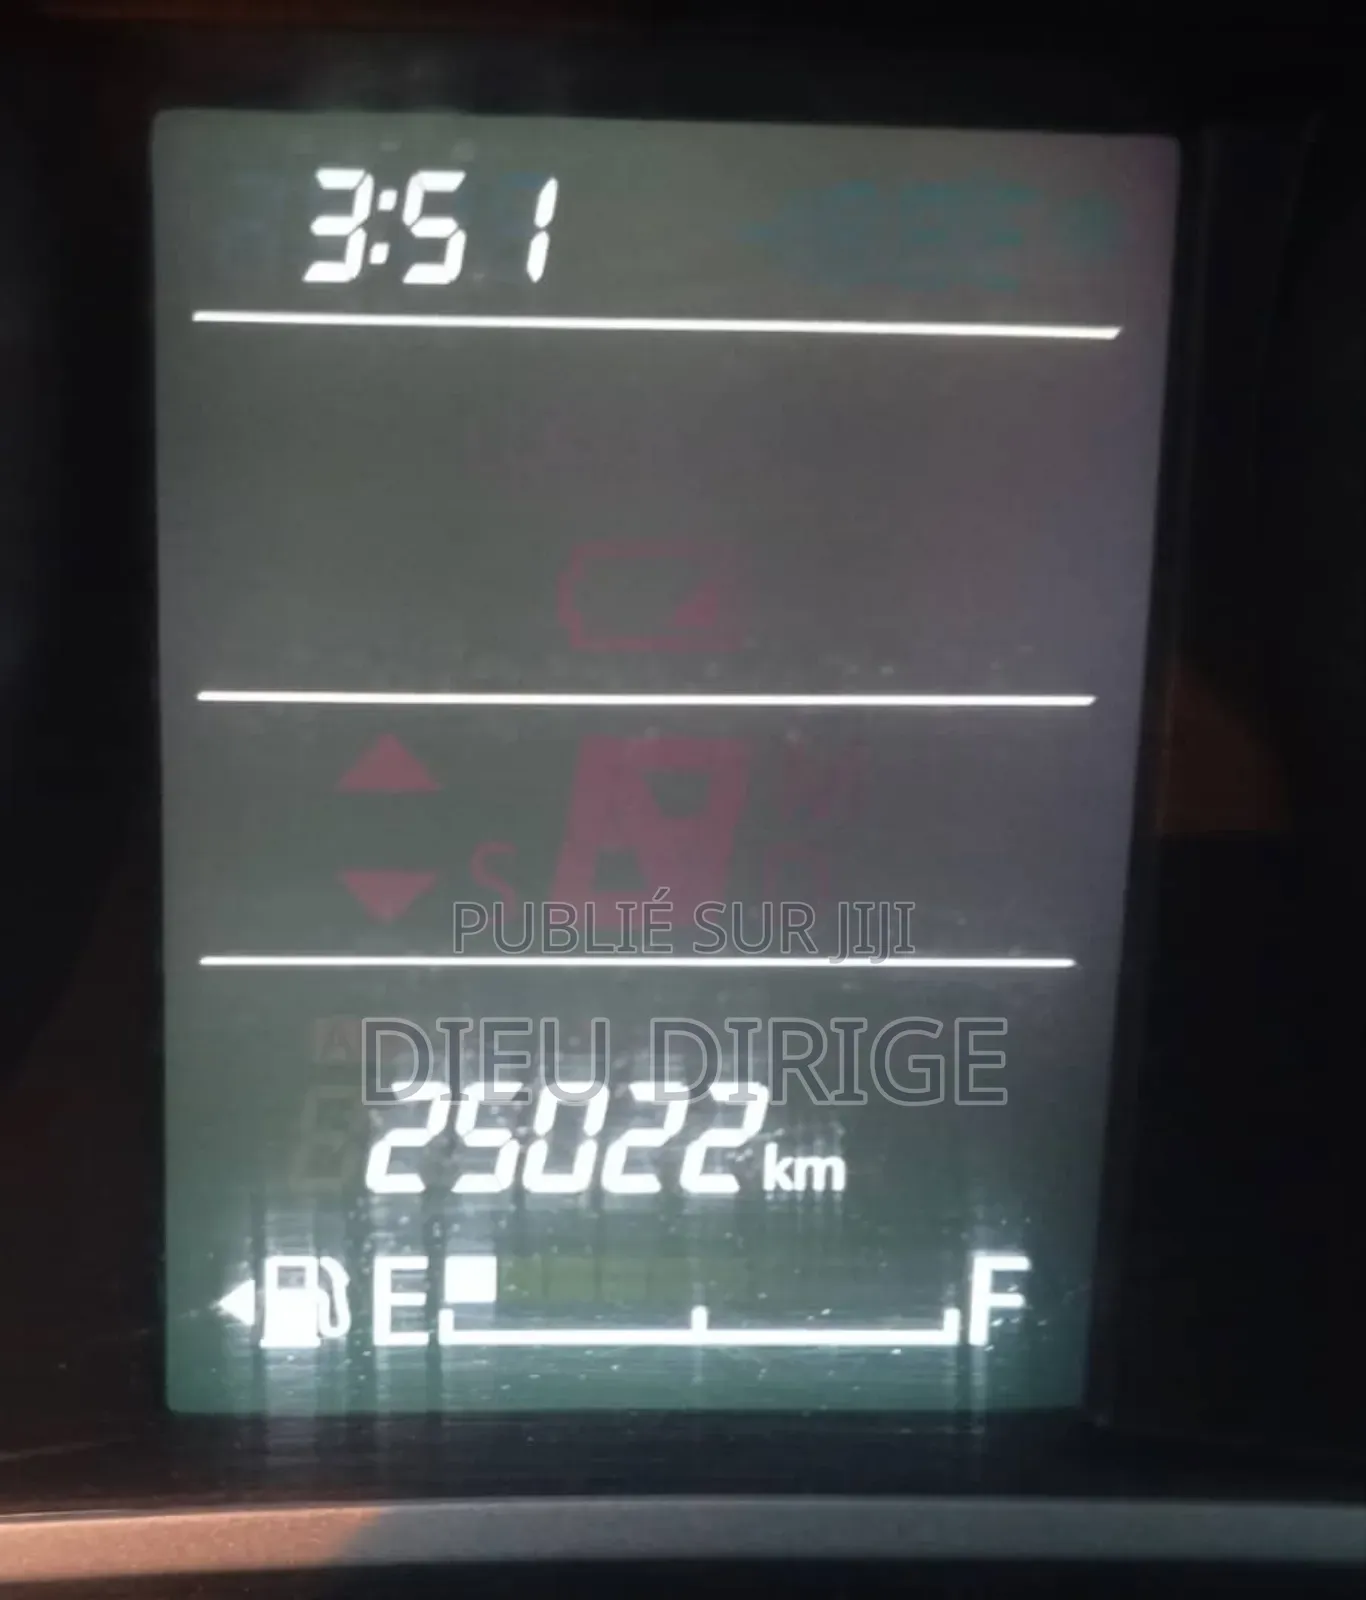 3:51
S
PUBLIÉ SUR JIJI
DIEU DIRIGE
25022 km
E F